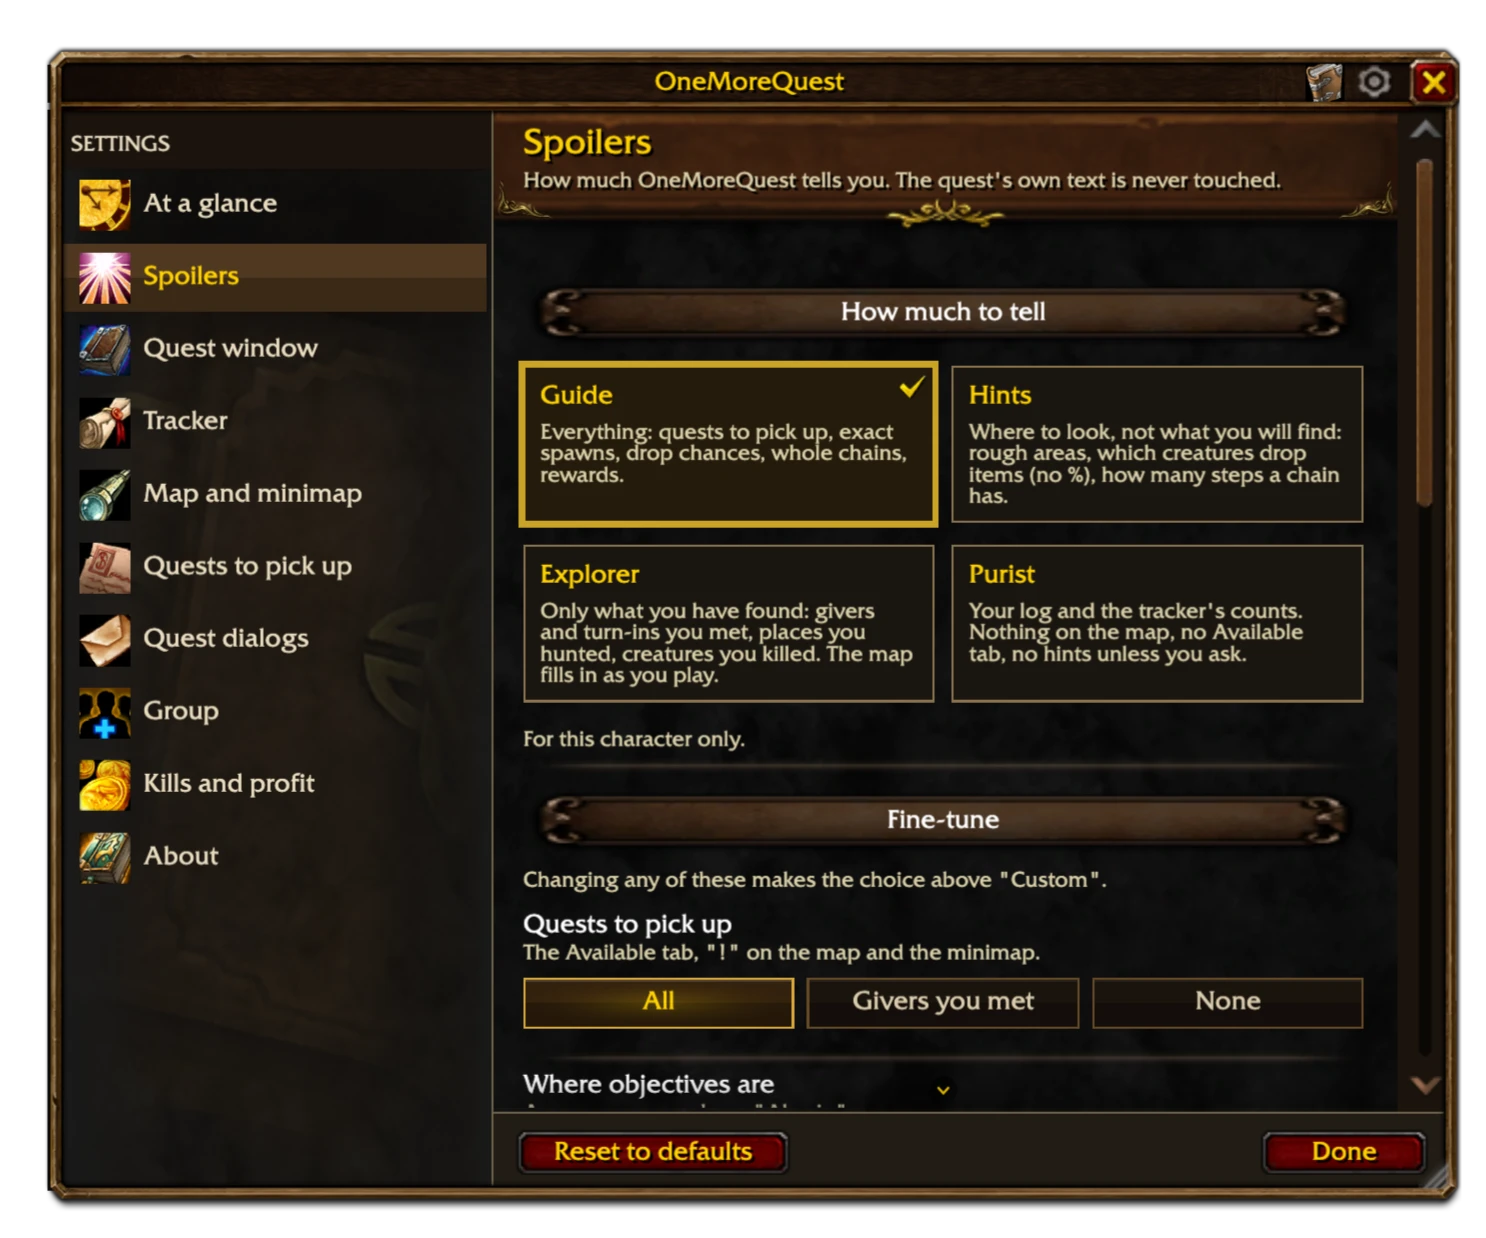 OneMoreQuest
SETTINGS
At a glance
Spoilers
Quest window
Tracker
Map and minimap
Quests to pick up
Quest dialogs
Group
Kills and profit
About
Spoilers
How much OneMoreQuest tells you. The quest's own text is never touched.
How much to tell
Guide
Everything: quests to pick up, exact
spawns, drop chances, whole chains,
rewards.
Hints
Where to look, not what you will find:
rough areas, which creatures drop
items (no %), how many steps a chain
has.
Explorer
Only what you have found: givers
and turn-ins you met, places you
hunted, creatures you killed. The map
fills in as you play.
Purist
Your log and the tracker's counts.
Nothing on the map, no Available
tab, no hints unless you ask.
For this character only.
Fine-tune
Changing any of these makes the choice above "Custom".
Quests to pick up
The Available tab, "!" on the map and the minimap.
All
Givers you met
None
Where objectives are
Reset to defaults
Done